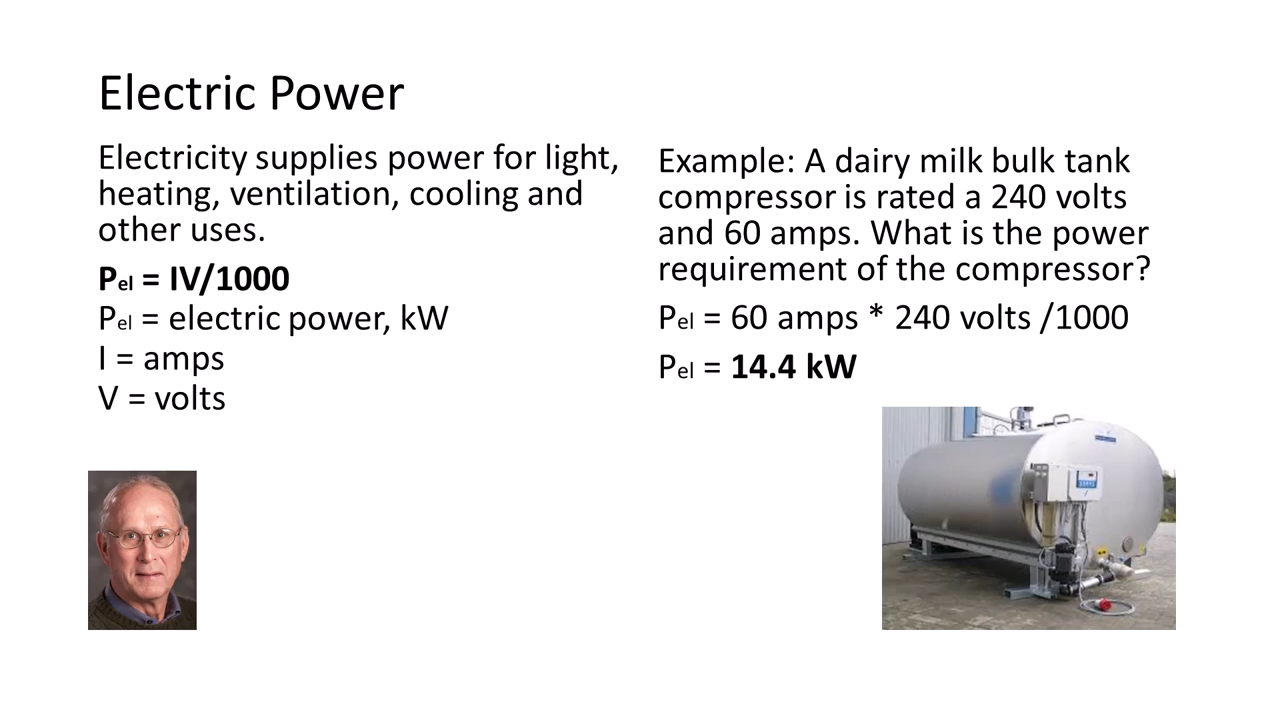 Electric Power
Electricity supplies power for light,
heating, ventilation, cooling and
other uses.
Pel = IV/1000
Pel = electric power, kW
I = amps
V = volts
Example: A dairy milk bulk tank
compressor is rated a 240 volts
and 60 amps. What is the power
requirement of the compressor?
Pel = 60 amps * 240 volts /1000
Pel = 14.4 kW